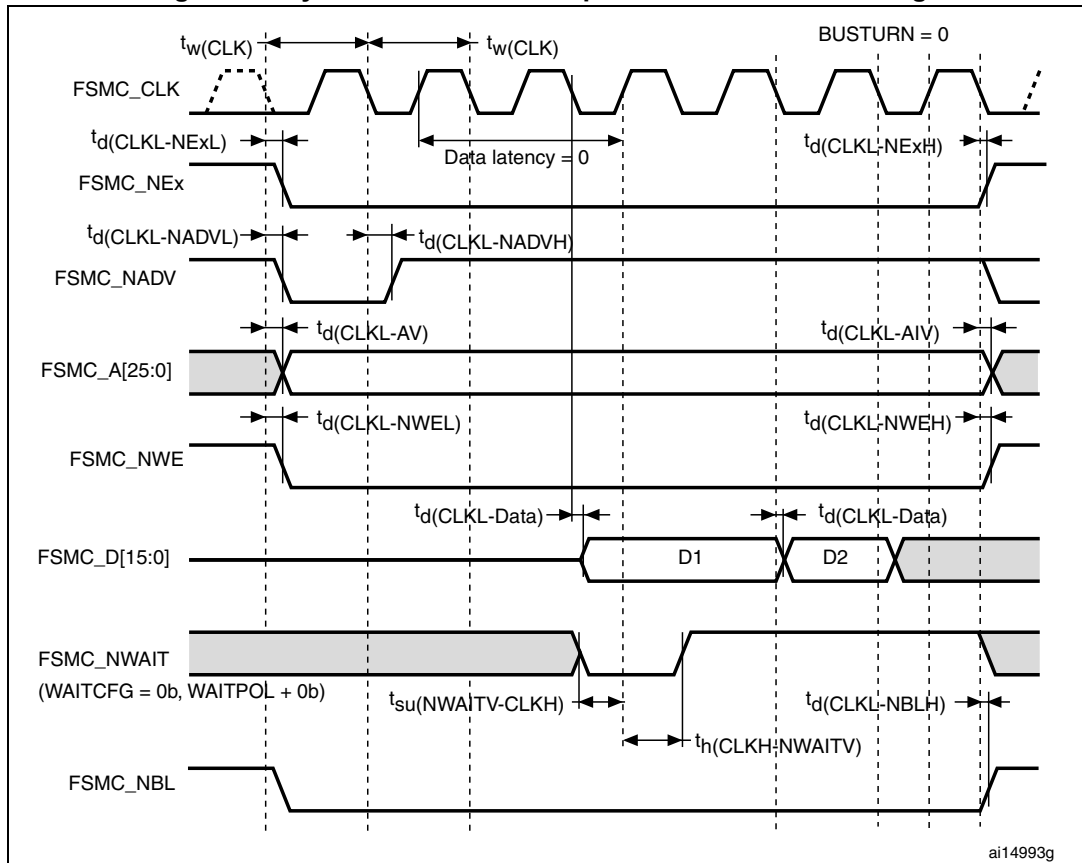 tw(CLK) tw(CLK) BUSTURN = 0
FSMC_CLK
td(CLKL-NExL) Data latency = 0 td(CLKL-NExH)
FSMC_NEx
td(CLKL-NADVL) td(CLKL-NADVH)
FSMC_NADV
td(CLKL-AV) td(CLKL-AIV)
FSMC_A[25:0]
td(CLKL-NWEL) td(CLKL-NWEH)
FSMC_NWE
td(CLKL-Data) td(CLKL-Data)
FSMC_D[15:0] D1 D2
FSMC_NWAIT
(WAITCFG = 0b, WAITPOL + 0b) tsu(NWAITV-CLKH) td(CLKL-NBLH)
th(CLKH-NWAITV)
FSMC_NBL
ai14993g